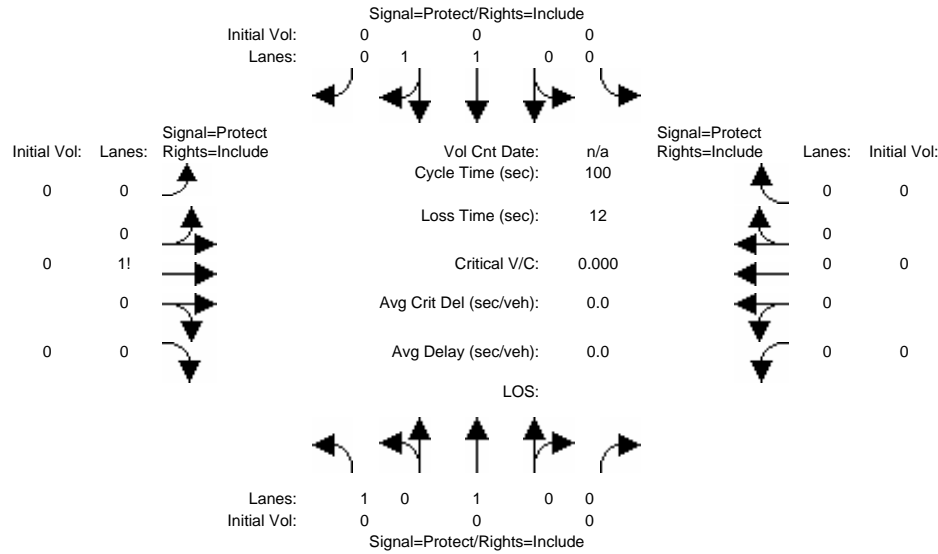 Signal=Protect/Rights=Include
Initial Vol: 0 0 0
Lanes: 0 1 1 0 0
Signal=Protect
Initial Vol: Lanes: Rights=Include
Vol Cnt Date: n/a
Signal=Protect
Rights=Include Lanes: Initial Vol:
Cycle Time (sec): 100
0 0
0 0
Loss Time (sec): 12
0
0
0 1!
Critical V/C: 0.000
0 0
0
Avg Crit Del (sec/veh): 0.0
0
0 0
Avg Delay (sec/veh): 0.0
0 0
LOS:
Lanes: 1 0 1 0 0
Initial Vol: 0 0 0
Signal=Protect/Rights=Include